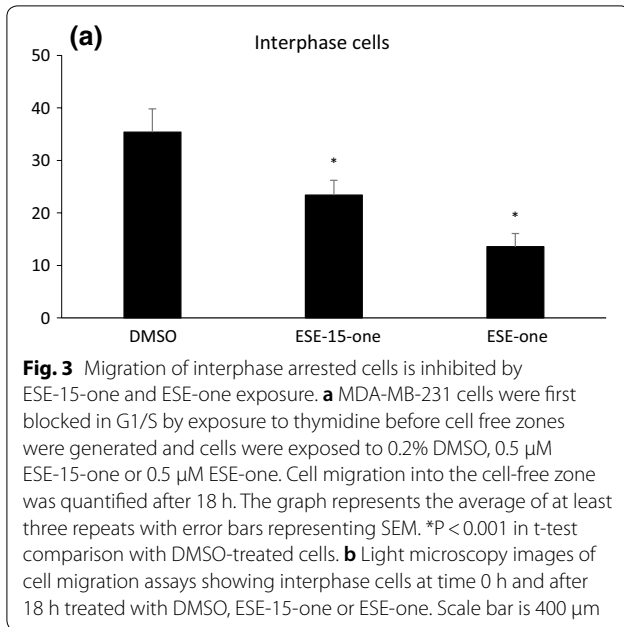 (a)
Interphase cells
50
40
30
20
10
0
*
*
DMSO ESE-15-one ESE-one
Fig. 3 Migration of interphase arrested cells is inhibited by
ESE-15-one and ESE-one exposure. a MDA-MB-231 cells were first
blocked in G1/S by exposure to thymidine before cell free zones
were generated and cells were exposed to 0.2% DMSO, 0.5 µM
ESE-15-one or 0.5 µM ESE-one. Cell migration into the cell-free zone
was quantified after 18 h. The graph represents the average of at least
three repeats with error bars representing SEM. *P < 0.001 in t-test
comparison with DMSO-treated cells. b Light microscopy images of
cell migration assays showing interphase cells at time 0 h and after
18 h treated with DMSO, ESE-15-one or ESE-one. Scale bar is 400 µm